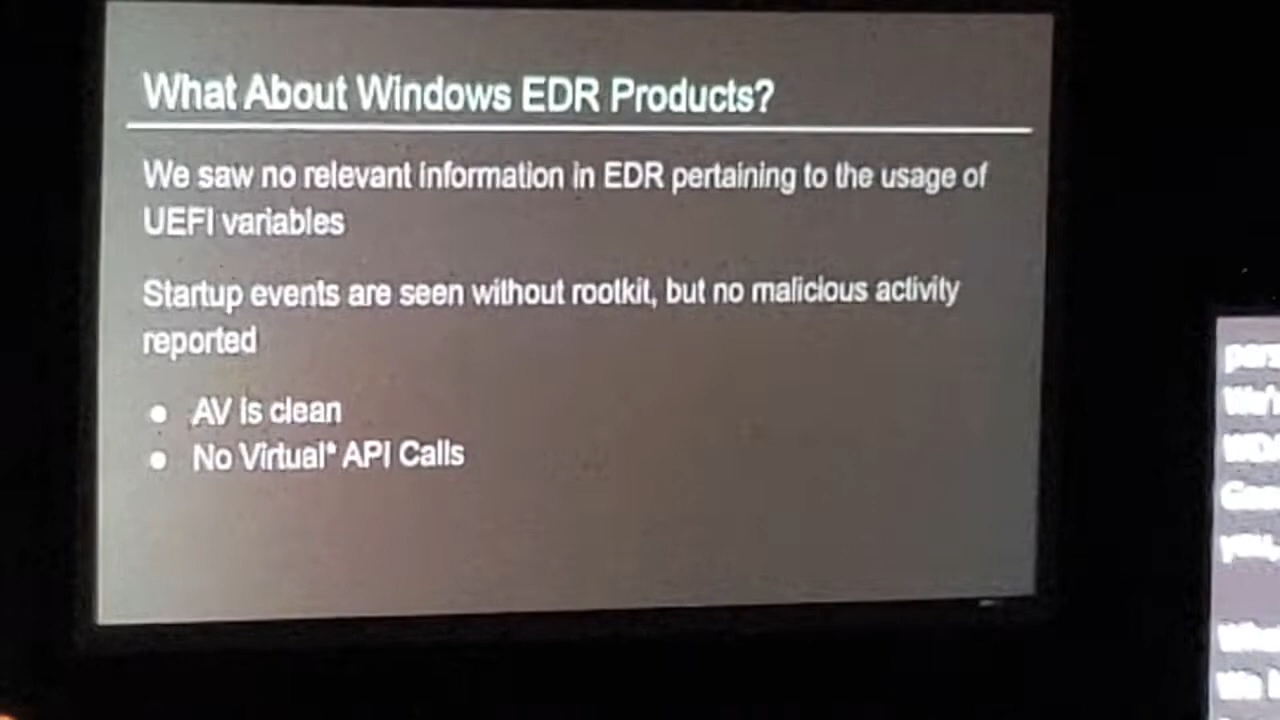 What About Windows EDR Products?
We saw no relevant information in EDR pertaining to the usage of
UEFI variables
Startup events are seen without rootkit, but no malicious activity
reported
● AV is clean
● No Virtual* API Calls